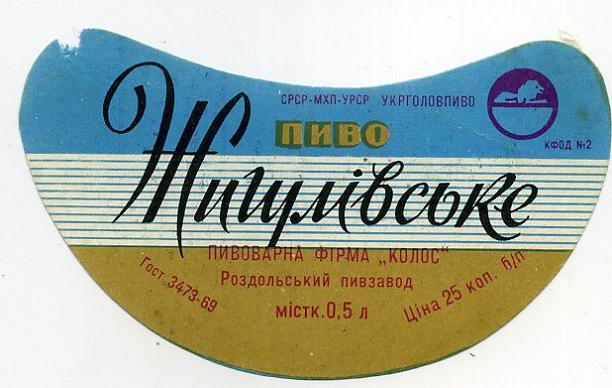 СРСР-МХП-УРСР УКРГОЛОВПИВО
ПИВО
КФОД №2
Жигулівське
ПИВОВАРНА ФІРМА „КОЛОС"
Роздольський пивзавод
Гост 3473-69
містк.0,5 л
Ціна 25 коп. б/п